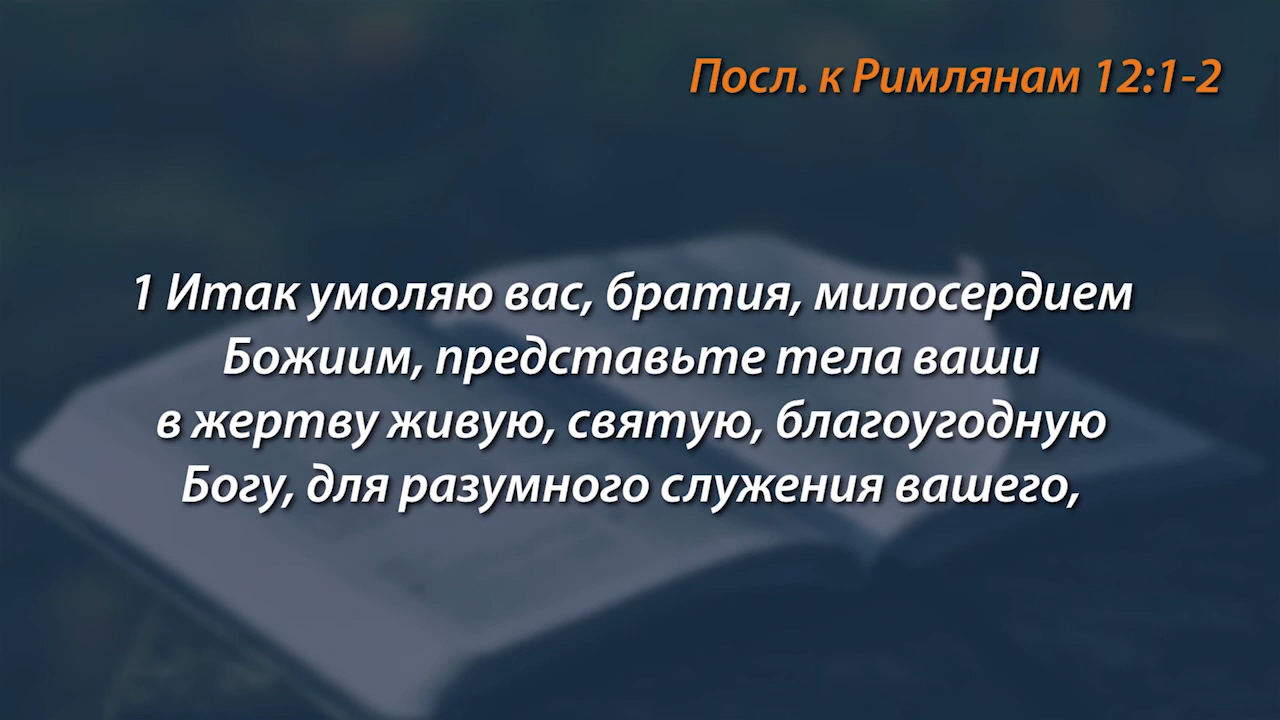 Посл. к Римлянам 12:1-2
1 Итак умоляю вас, братия, милосердием
Божиим, представьте тела ваши
в жертву живую, святую, благоугодную
Богу, для разумного служения вашего,